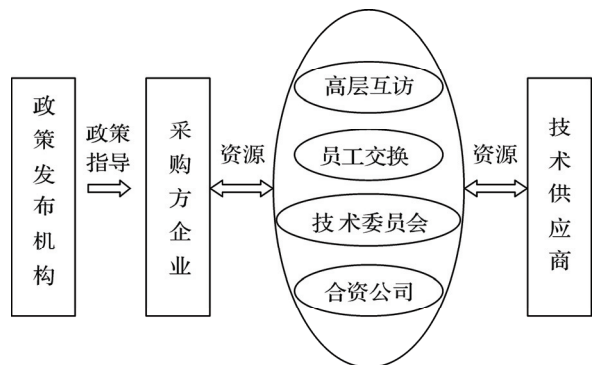 政策发布机构
政策
指导
采购方企业
资源
高层互访
员工交换
技术委员会
合资公司
资源
技术供应商